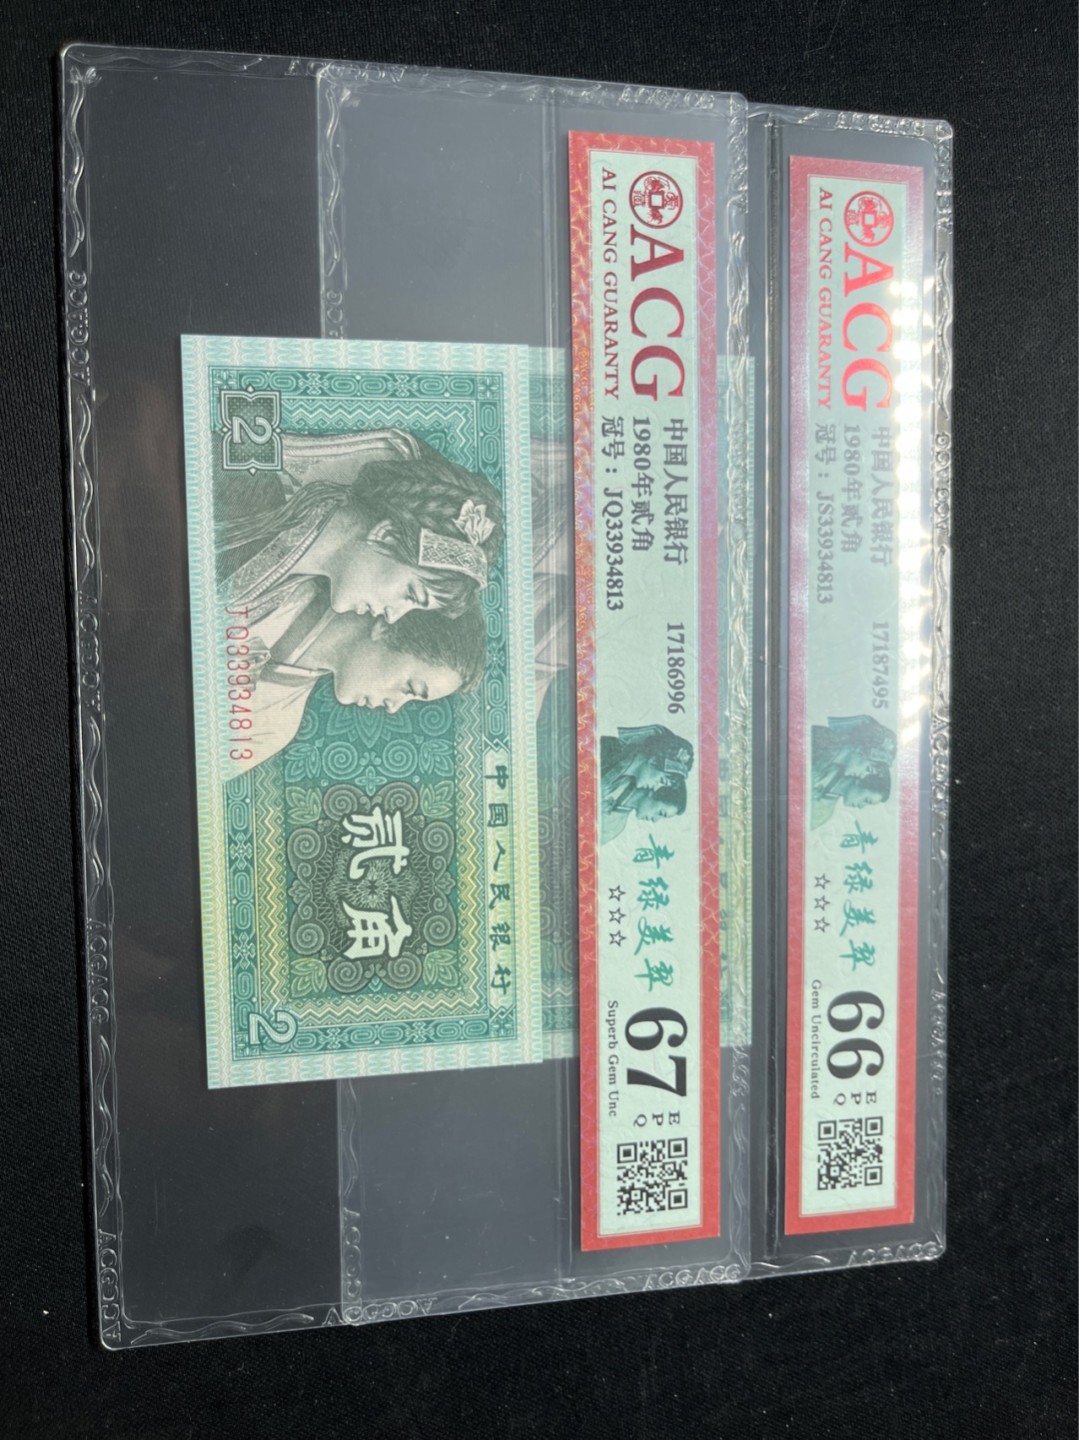 ACG
AI CANG GUARANTY
中国人民银行 17187495
1980年贰角
冠号：JS33934813
青绿美翠
☆☆☆
66 EPQ
Gem Uncirculated
ACG
AI CANG GUARANTY
中国人民银行 17186996
1980年贰角
冠号：JQ33934813
青绿美翠
☆☆☆
67 EPQ
Superb Gem Unc
中国人民银行
贰角
2
2
JQ33934813